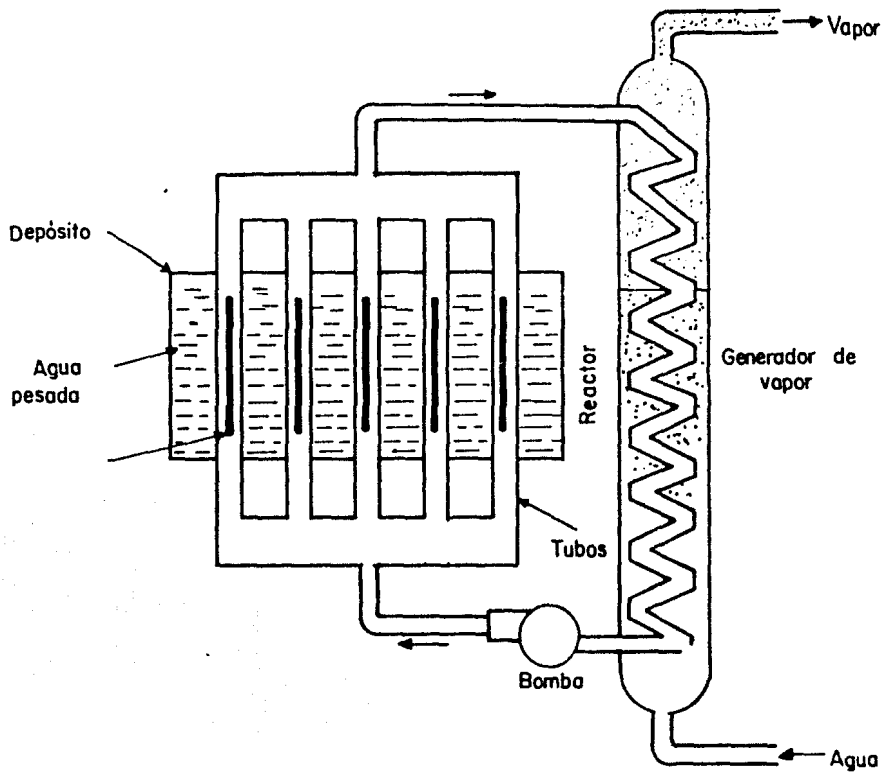 Vapor
Depósito
Agua
pesada
Reactor
Generador de
vapor
Tubos
Bomba
Agua